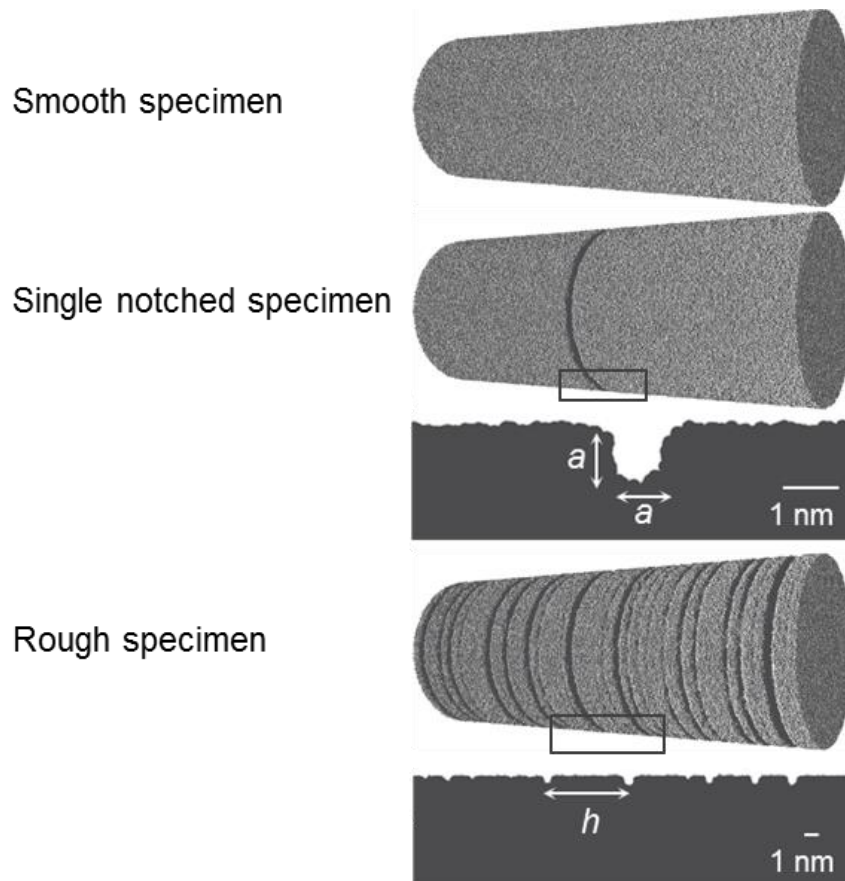 Smooth specimen
Single notched specimen
a
a
1 nm
Rough specimen
h
1 nm